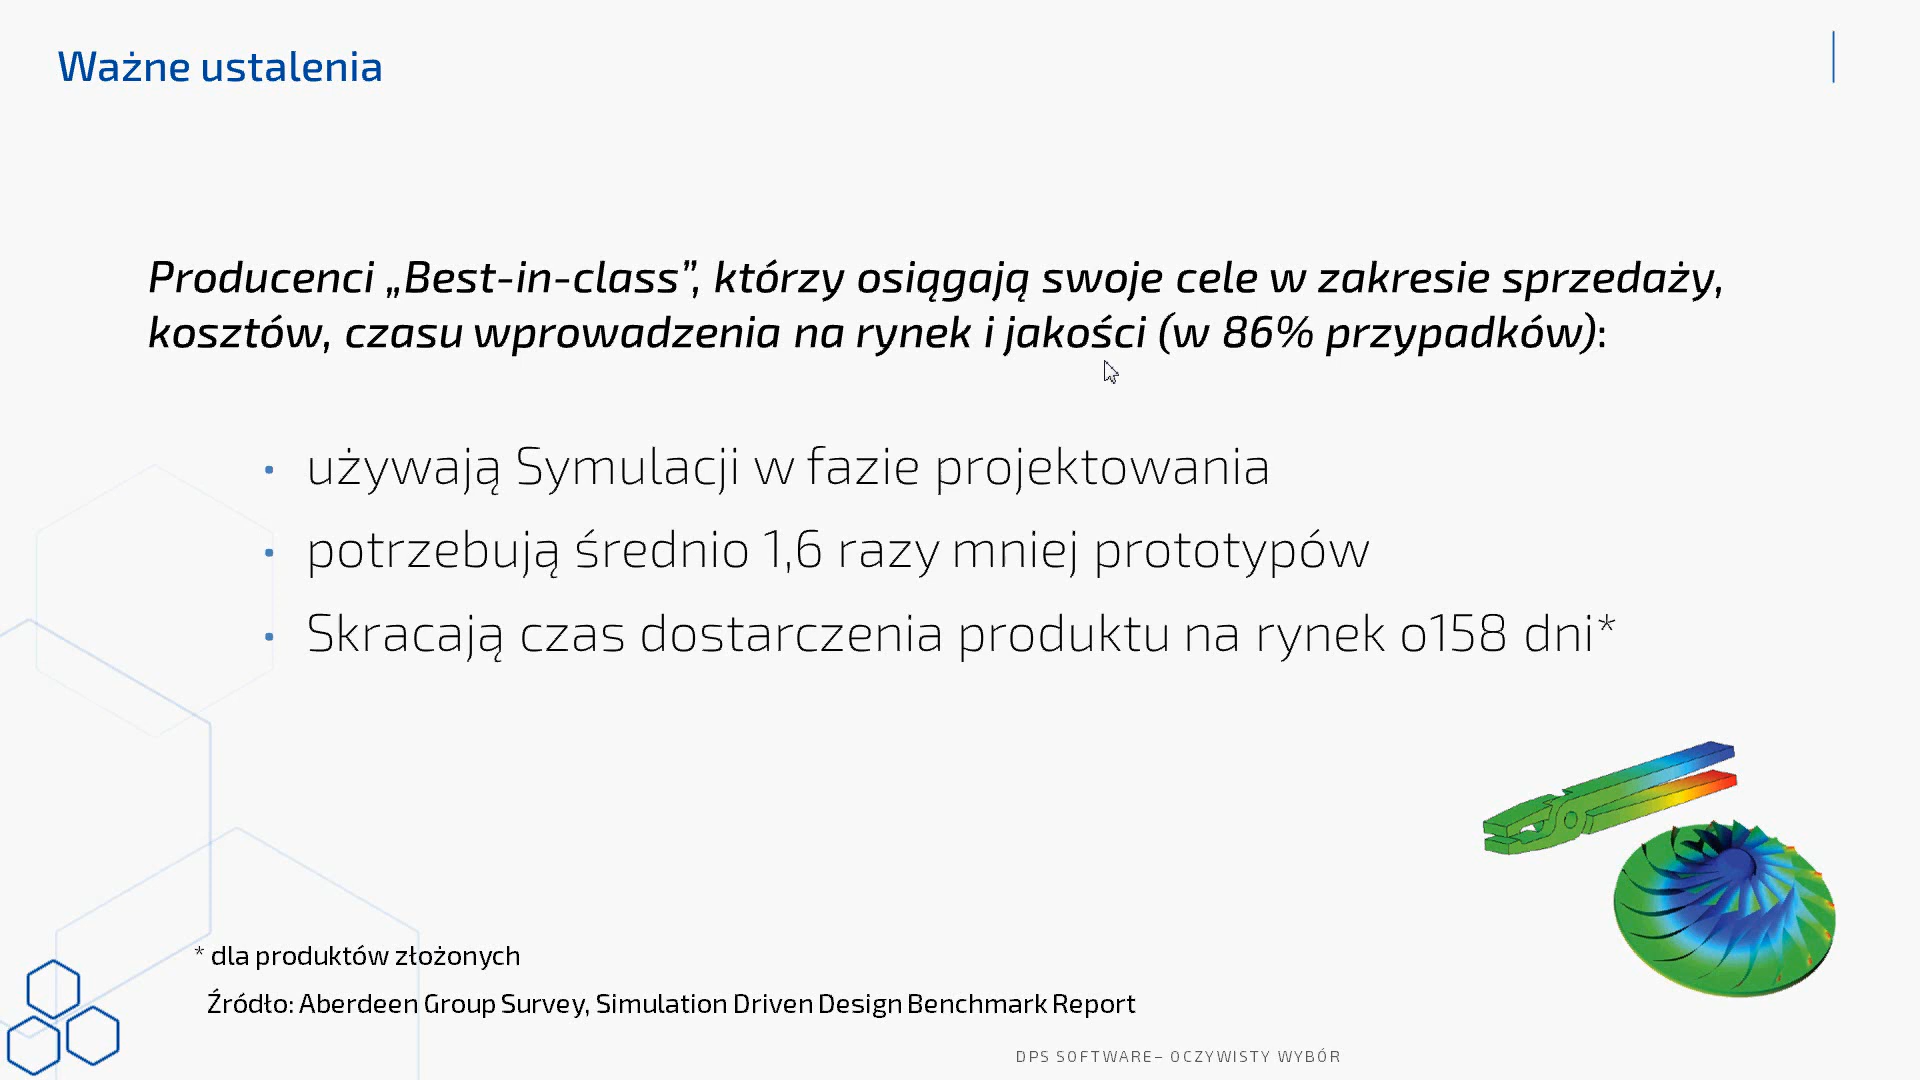 Ważne ustalenia
Producenci „Best-in-class”, którzy osiągają swoje cele w zakresie sprzedaży,
kosztów, czasu wprowadzenia na rynek i jakości (w 86% przypadków):
• używają Symulacji w fazie projektowania
• potrzebują średnio 1,6 razy mniej prototypów
• Skracają czas dostarczenia produktu na rynek o158 dni*
* dla produktów złożonych
Źródło: Aberdeen Group Survey, Simulation Driven Design Benchmark Report
DPS SOFTWARE– OCZYWISTY WYBÓR